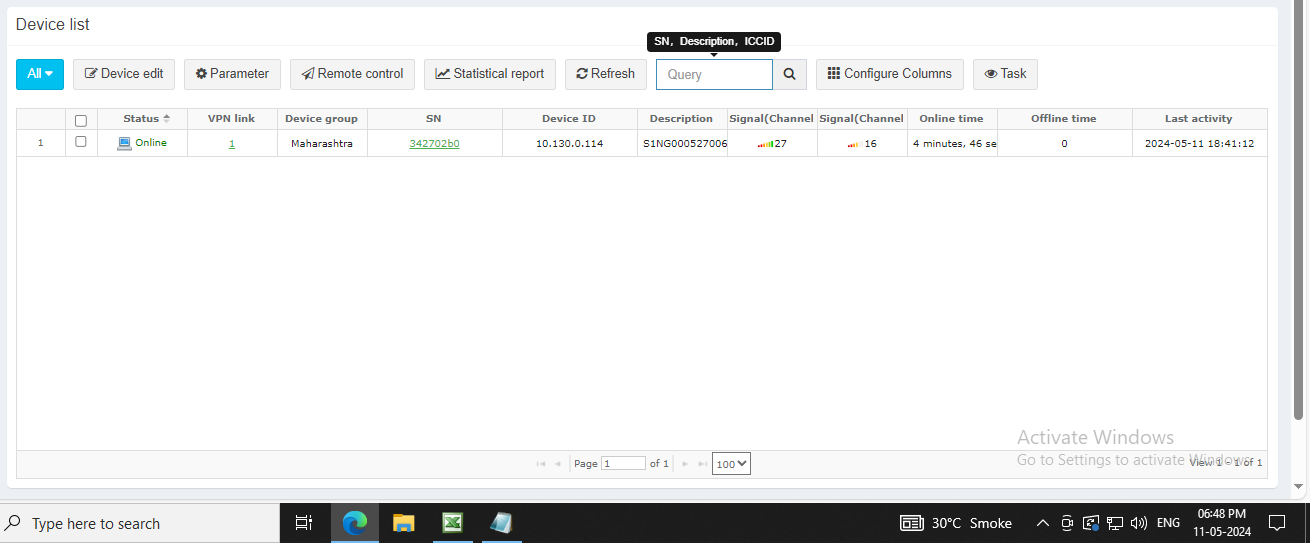 Device list
SN, Description, ICCID
All Device edit Parameter Remote control Statistical report Refresh Query Configure Columns Task
Status VPN link Device group SN Device ID Description Signal(Channel Signal(Channel Online time Offline time Last activity
1 Online 1 Maharashtra 342702b0 10.130.0.114 S1NG000527006 27 16 4 minutes, 46 se 0 2024-05-11 18:41:12
Activate Windows
Go to Settings to activate Windows.
Page 1 of 1 100 View 1 - 1 of 1
Type here to search 30°C Smoke ENG 06:48 PM
11-05-2024